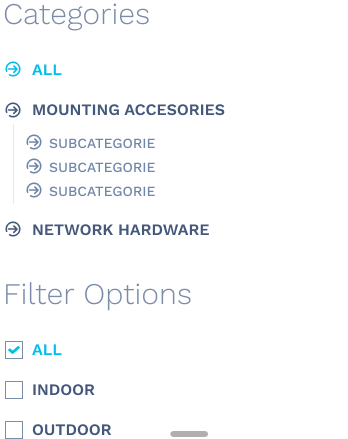 Categories
ALL
MOUNTING ACCESORIES
SUBCATEGORIE
SUBCATEGORIE
SUBCATEGORIE
NETWORK HARDWARE
Filter Options
ALL
INDOOR
OUTDOOR